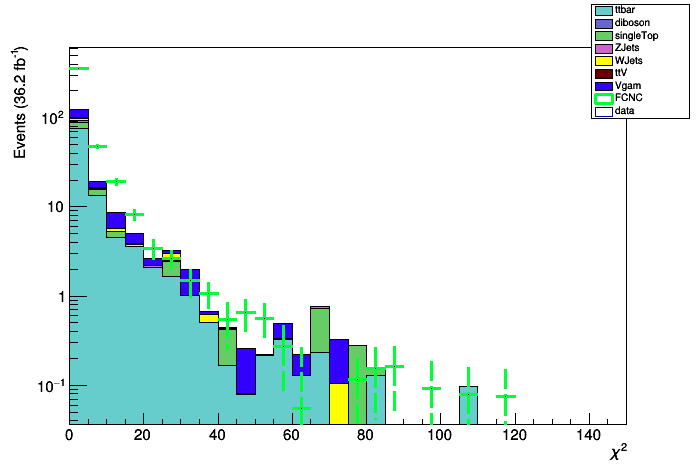 ttbar
diboson
singleTop
ZJets
WJets
ttV
Vgam
FCNC
data
Events (36.2 fb⁻¹)
10²
10
1
10⁻¹
0 20 40 60 80 100 120 140
χ²